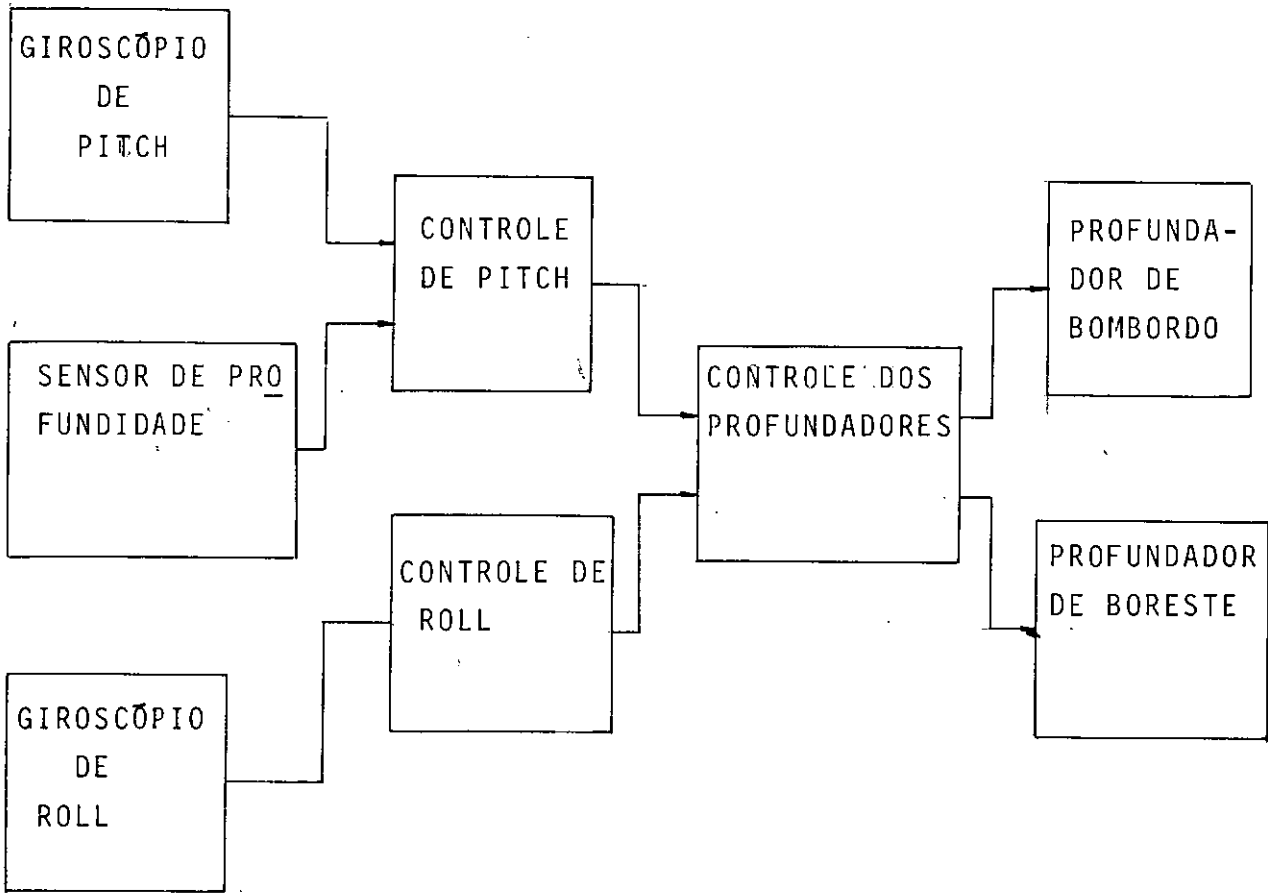 GIROSCÓPIO
DE
PITCH
CONTROLE
DE PITCH
PROFUNDA-
DOR DE
BOMBORDO
SENSOR DE PRO
FUNDIDADE
CONTROLE DOS
PROFUNDADORES
CONTROLE DE
ROLL
PROFUNDADOR
DE BORESTE
GIROSCÓPIO
DE
ROLL